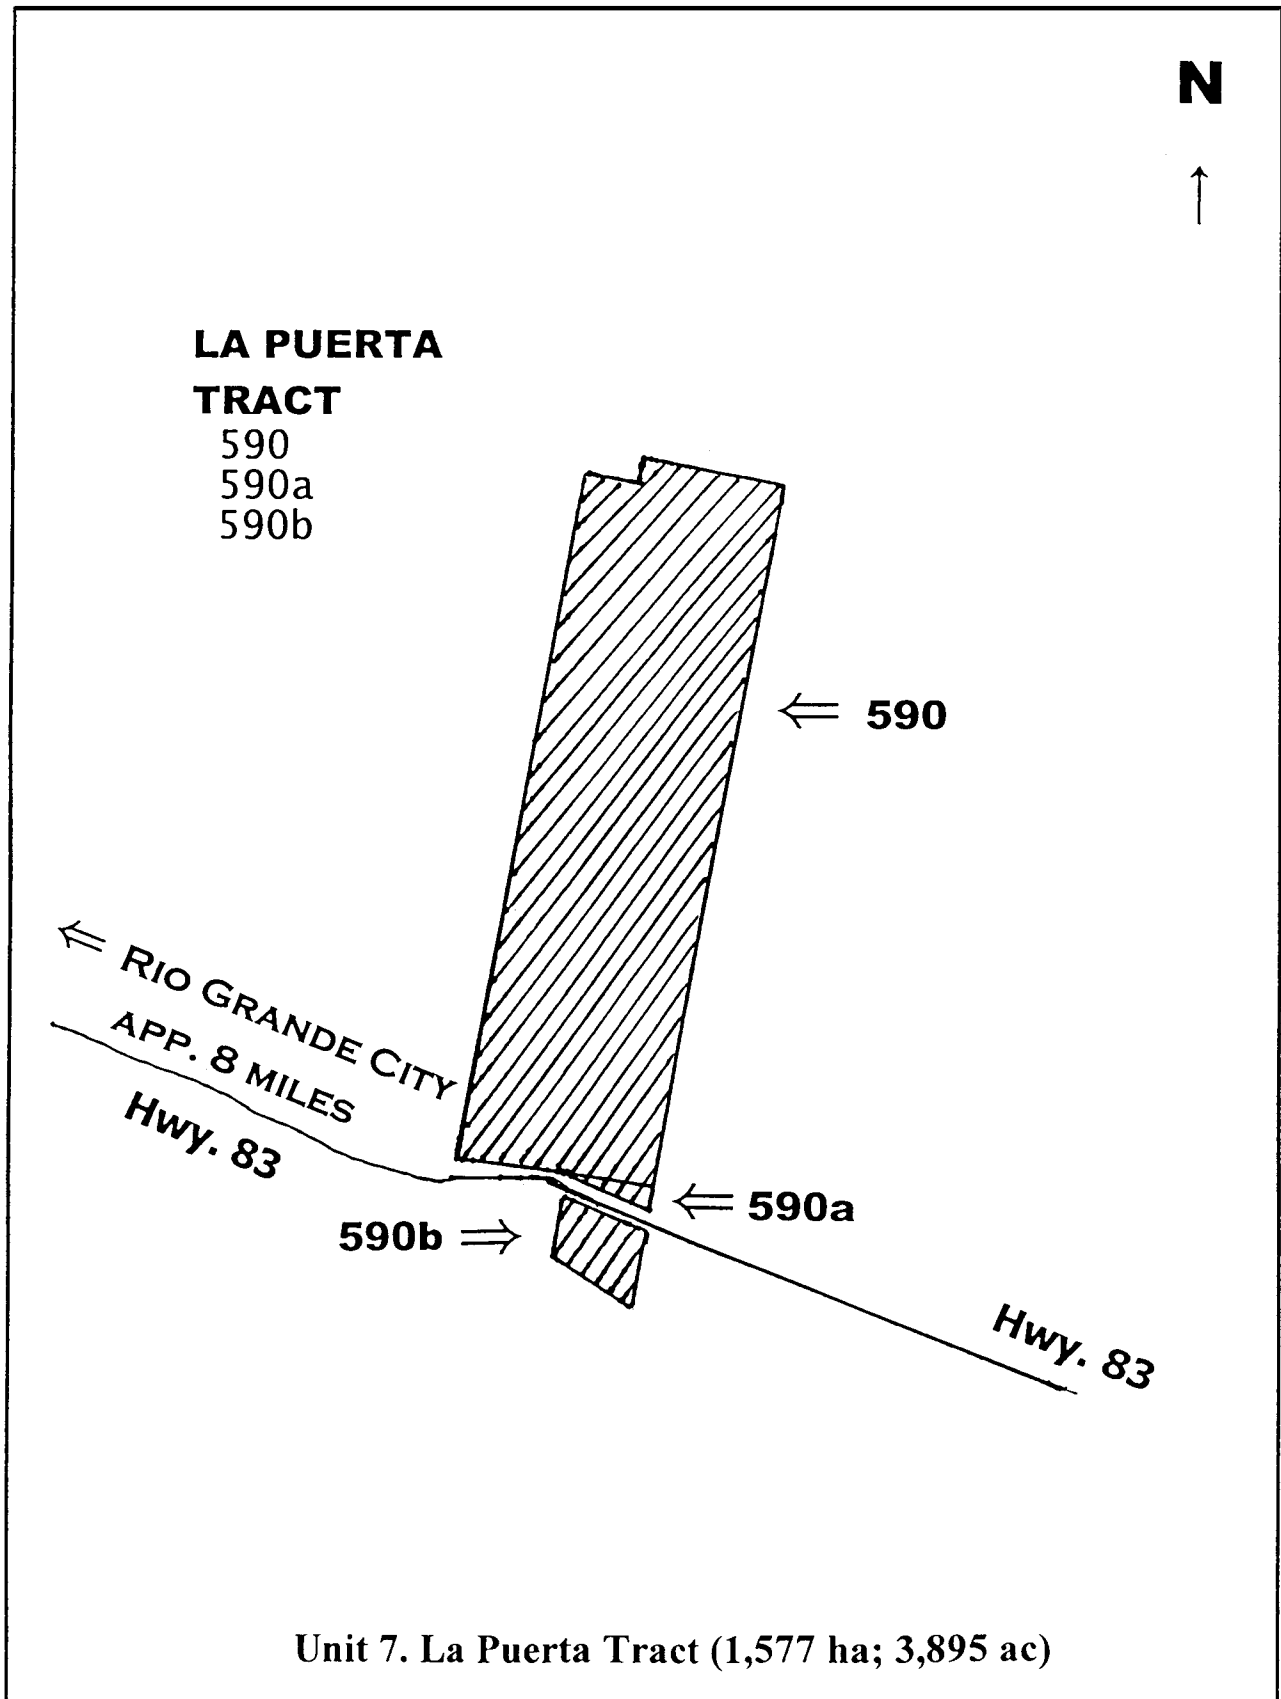 N
↑
LA PUERTA
TRACT
590
590a
590b
⇐ 590
⇐ RIO GRANDE CITY
APP. 8 MILES
Hwy. 83
⇐ 590a
590b ⇒
Hwy. 83
Unit 7. La Puerta Tract (1,577 ha; 3,895 ac)